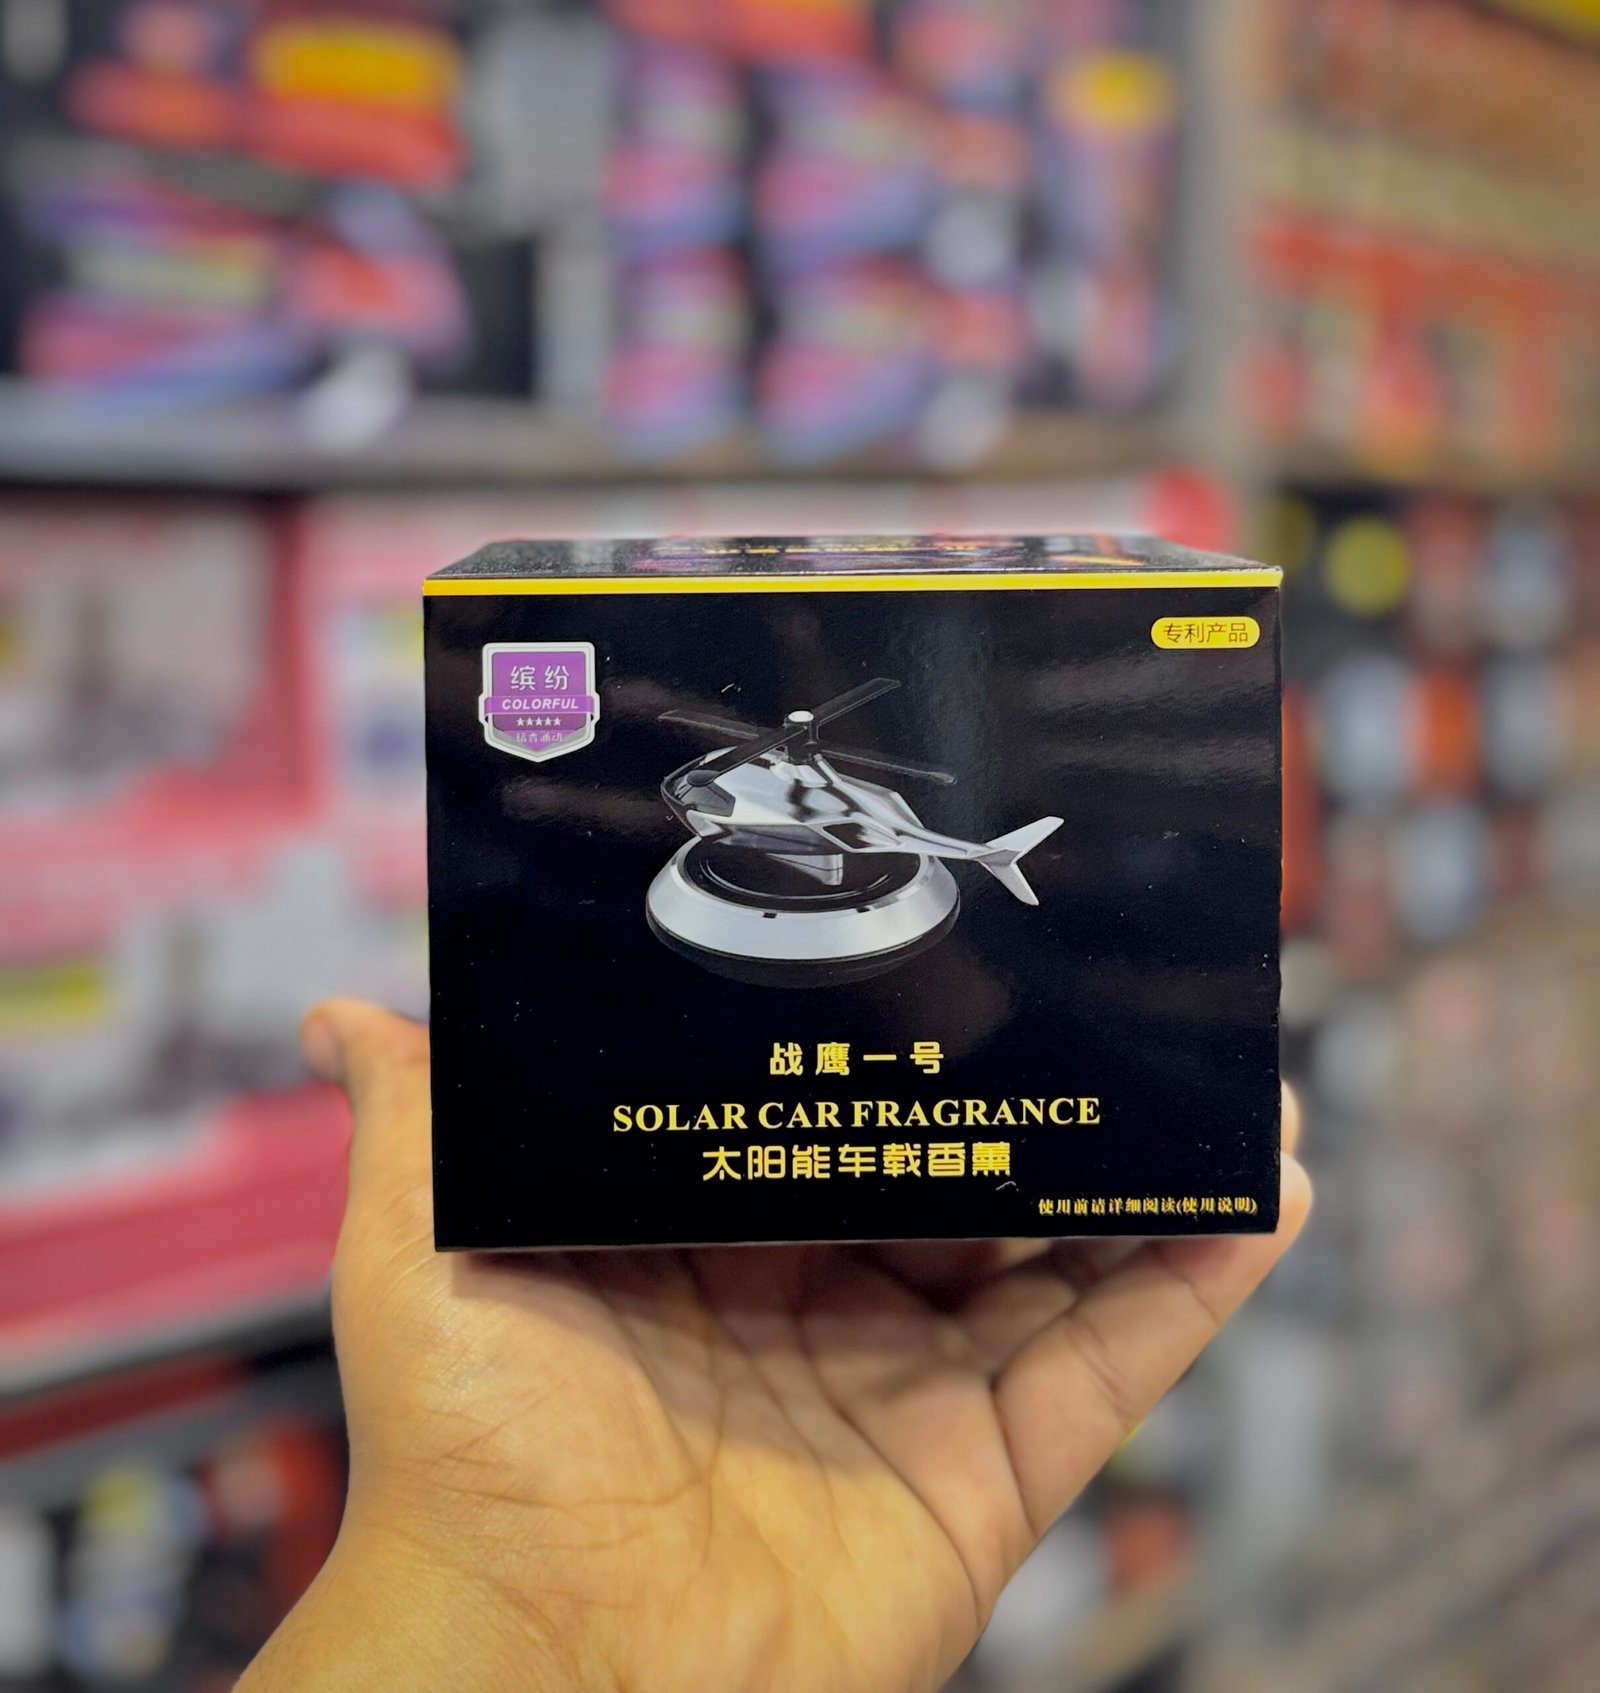 专利产品
缤纷
COLORFUL
战鹰一号
SOLAR CAR FRAGRANCE
太阳能车载香薰
使用前请详细阅读(使用说明)